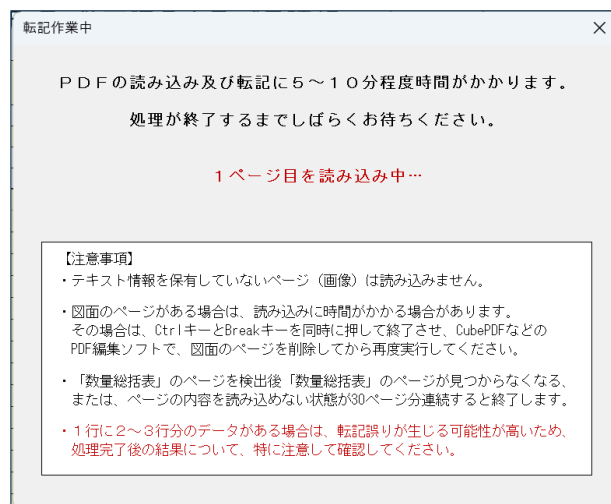 転記作業中
ＰＤＦの読み込み及び転記に５～１０分程度時間がかかります。
処理が終了するまでしばらくお待ちください。
１ページ目を読み込み中…
【注意事項】
・テキスト情報を保有していないページ（画像）は読み込みません。
・図面のページがある場合は、読み込みに時間がかかる場合があります。
その場合は、CtrlキーとBreakキーを同時に押して終了させ、CubePDFなどの
PDF編集ソフトで、図面のページを削除してから再度実行してください。
・「数量総括表」のページを検出後「数量総括表」のページが見つからなくなる、
または、ページの内容を読み込めない状態が30ページ分連続すると終了します。
・１行に２～３行分のデータがある場合は、転記誤りが生じる可能性が高いため、
処理完了後の結果について、特に注意して確認してください。